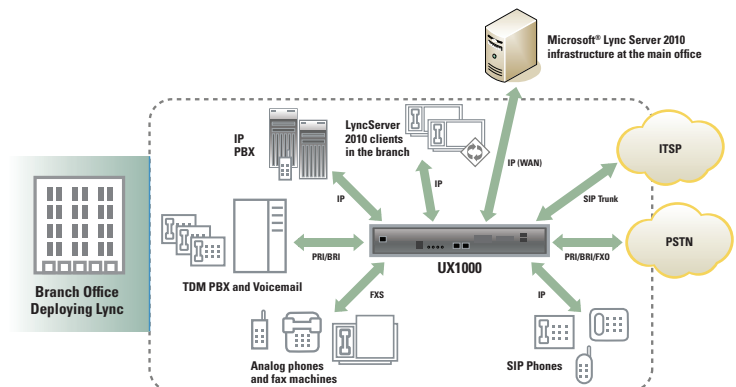 Microsoft® Lync Server 2010
infrastructure at the main office
IP
PBX
LyncServer
2010 clients
in the branch
IP (WAN)
ITSP
IP
IP
SIP Trunk
PRI/BRI
UX1000
PRI/BRI/FXO
PSTN
TDM PBX and Voicemail
FXS
IP
Branch Office
Deploying Lync
Analog phones
and fax machines
SIP Phones